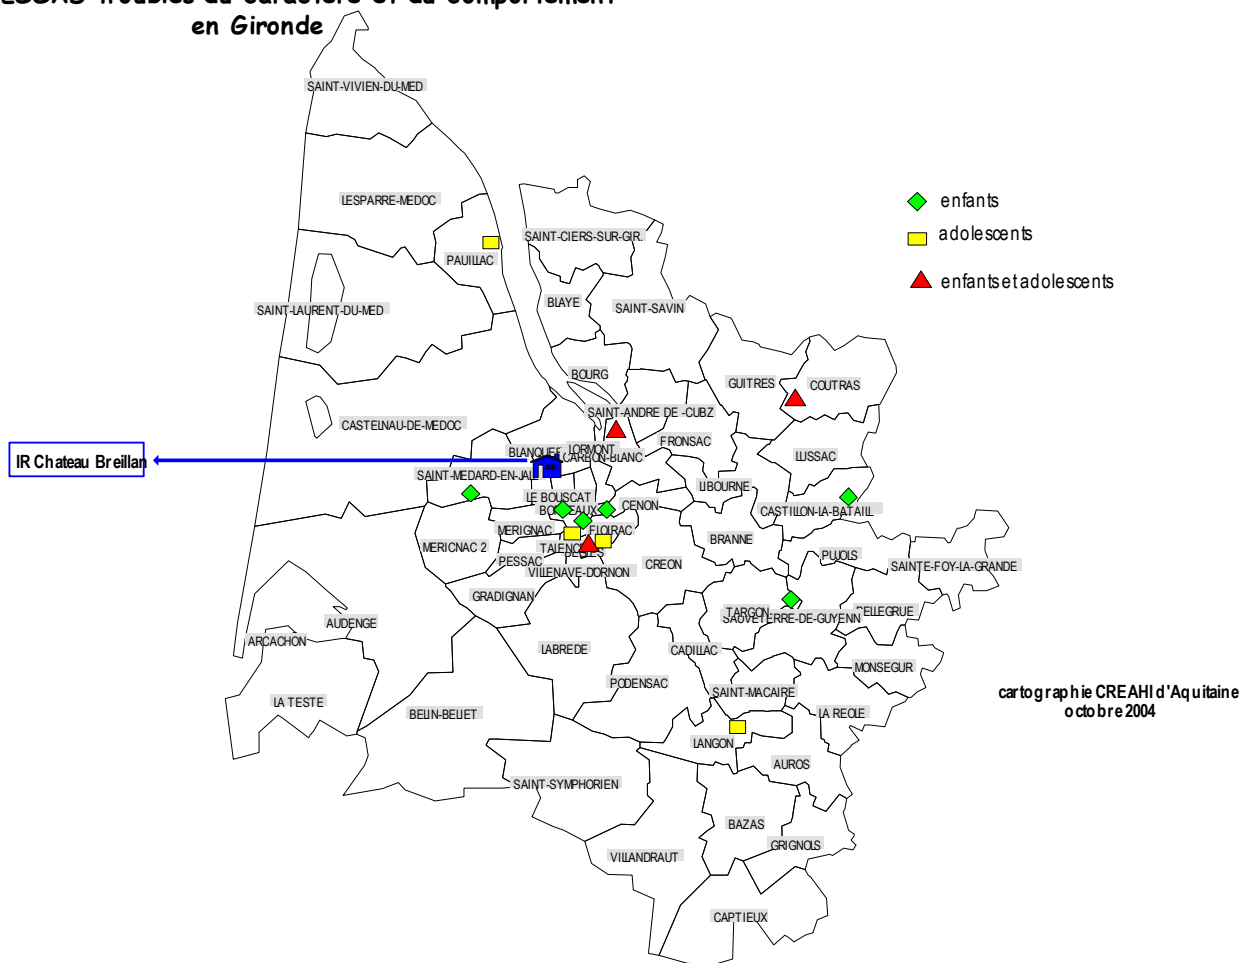 en Gironde
SAINT-VIVIEN-DU-MED
LESPARRE-MEDOC
enfants
adolescents
SAINT-CIERS-SUR-GIR.
PAUILLAC
enfants et adolescents
BLAYE
SAINT-LAURENT-DU-MED
SAINT-SAVIN
BOURG
GUITRES
COUTRAS
SAINT-ANDRE DE -CUBZ
CASTELNAU-DE-MEDOC
FRONSAC
LORMONT
CARBON-BLANC
LUSSAC
IR Chateau Breillan
SAINT-MEDARD-EN-JAL
LIBOURNE
LE BOUSCAT
CENON
CASTILLON-LA-BATAILL
MERIGNAC
FLOIRAC
BRANNE
MERICNAC 2
PESSAC
PUJOLS
CREON
SAINTE-FOY-LA-GRANDE
VILLENAVE-D'ORNON
GRADIGNAN
TARGON
SAUVETERRE-DE-GUYENN
PELLEGRUE
AUDENGE
ARCACHON
LABREDE
CADILLAC
MONSEGUR
PODENSAC
SAINT-MACAIRE
cartographie CREAHI d'Aquitaine
octobre 2004
LA TESTE
BELIN-BELIET
LA REOLE
LANGON
AUROS
SAINT-SYMPHORIEN
BAZAS
GRIGNOLS
VILLANDRAUT
CAPTIEUX